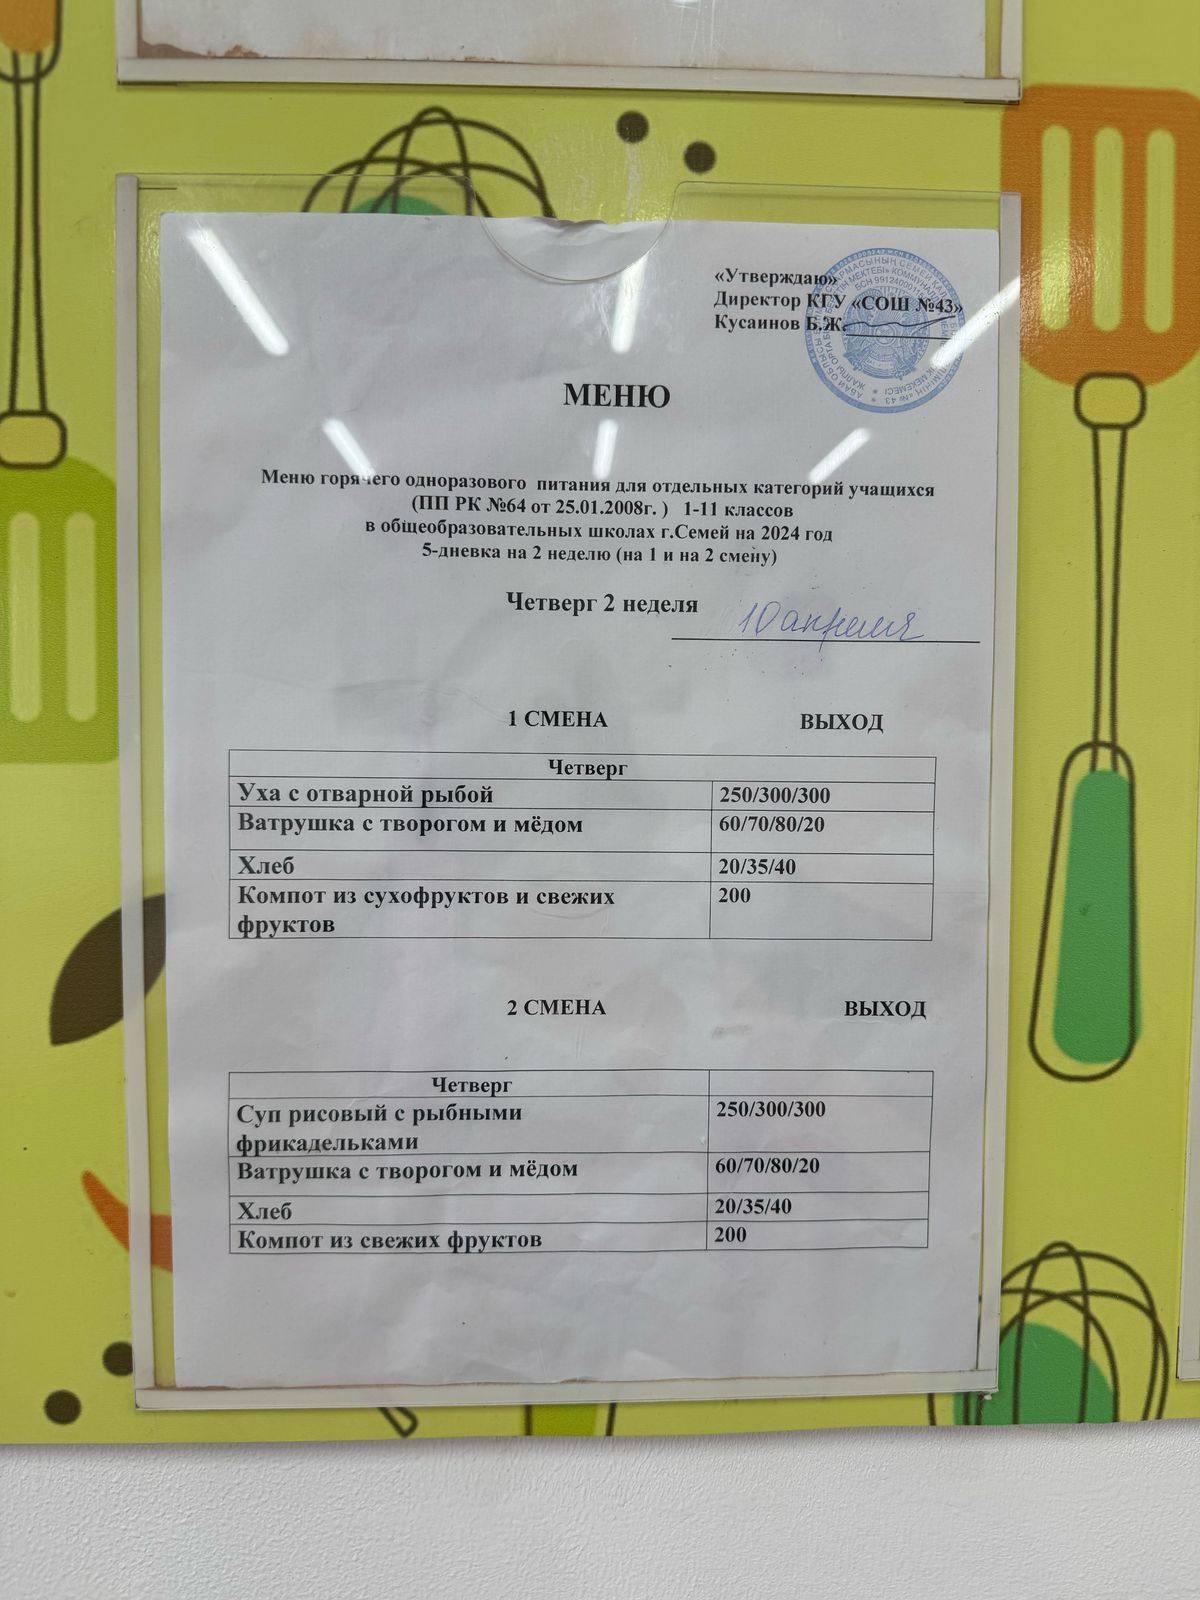 «Утверждаю»
Директор КГУ «СОШ №43»
Кусаинов Б.Ж.
МЕНЮ
Меню горячего одноразового питания для отдельных категорий учащихся
(ПП РК №64 от 25.01.2008г. ) 1-11 классов
в общеобразовательных школах г.Семей на 2024 год
5-дневка на 2 неделю (на 1 и на 2 смену)
Четверг 2 неделя 10 апреля
1 СМЕНА ВЫХОД
Четверг
Уха с отварной рыбой 250/300/300
Ватрушка с творогом и мёдом 60/70/80/20
Хлеб 20/35/40
Компот из сухофруктов и свежих
фруктов 200
2 СМЕНА ВЫХОД
Четверг
Суп рисовый с рыбными
фрикадельками 250/300/300
Ватрушка с творогом и мёдом 60/70/80/20
Хлеб 20/35/40
Компот из свежих фруктов 200